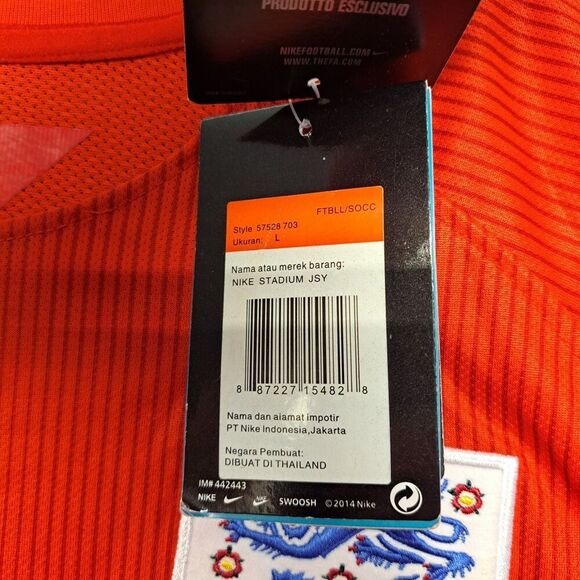 PRODOTTO ESCLUSIVO
NIKEFOOTBALL.COM
WWW.THEFA.COM
FTBLL/SOCC
Style 57528 703
Ukuran. L
Nama atau merek barang:
NIKE STADIUM JSY
8 87227 15482 8
Nama dan aiamat impotir
PT Nike Indonesia,Jakarta
Negara Pembuat:
DIBUAT DI THAILAND
IM# 442443
NIKE SWOOSH ©2014 Nike